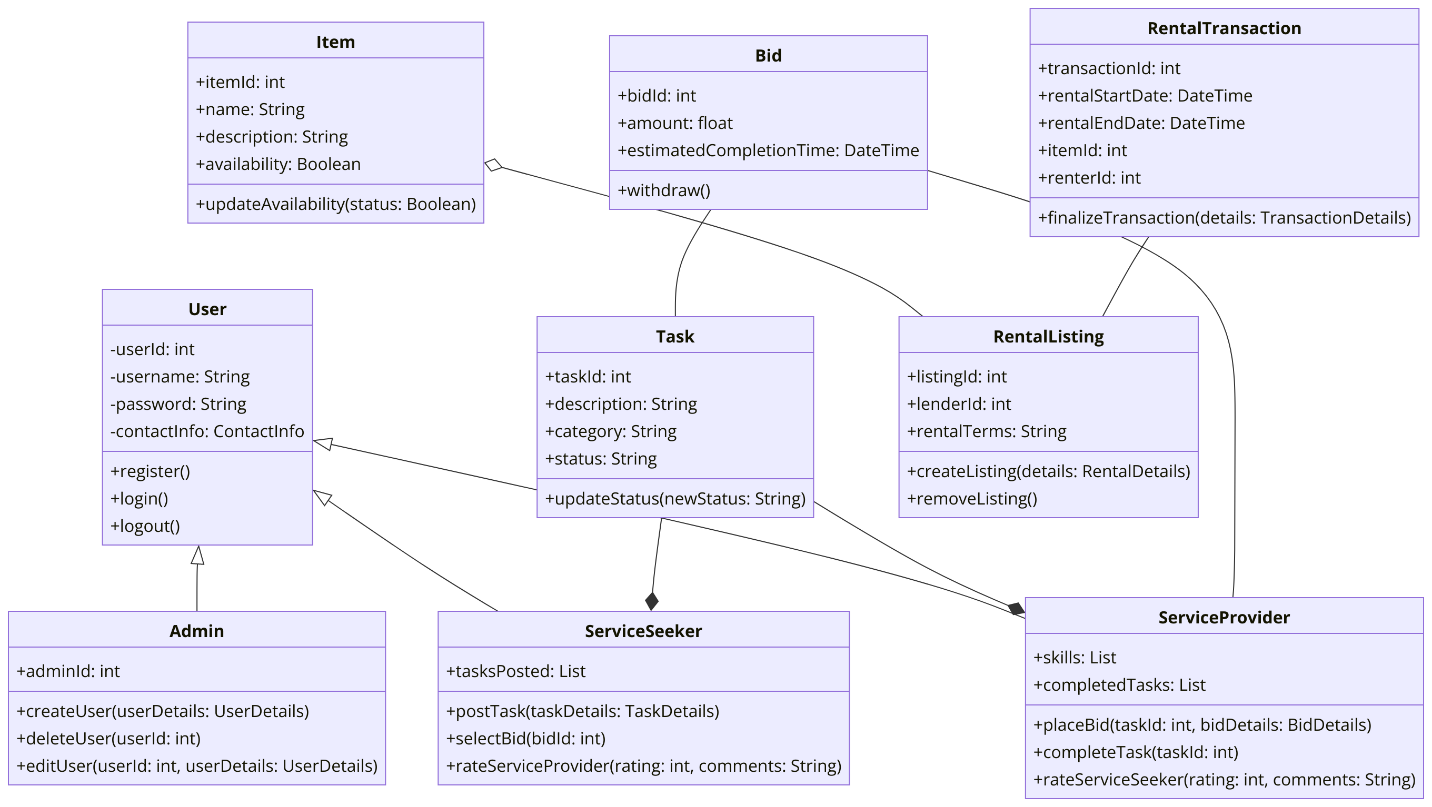 Item
+itemId: int
+name: String
+description: String
+availability: Boolean
+updateAvailability(status: Boolean)
Bid
+bidId: int
+amount: float
+estimatedCompletionTime: DateTime
+withdraw()
RentalTransaction
+transactionId: int
+rentalStartDate: DateTime
+rentalEndDate: DateTime
+itemId: int
+renterId: int
+finalizeTransaction(details: TransactionDetails)
User
-userId: int
-username: String
-password: String
-contactInfo: ContactInfo
+register()
+login()
+logout()
Task
+taskId: int
+description: String
+category: String
+status: String
+updateStatus(newStatus: String)
RentalListing
+listingId: int
+lenderId: int
+rentalTerms: String
+createListing(details: RentalDetails)
+removeListing()
Admin
+adminId: int
+createUser(userDetails: UserDetails)
+deleteUser(userId: int)
+editUser(userId: int, userDetails: UserDetails)
ServiceSeeker
+tasksPosted: List
+postTask(taskDetails: TaskDetails)
+selectBid(bidId: int)
+rateServiceProvider(rating: int, comments: String)
ServiceProvider
+skills: List
+completedTasks: List
+placeBid(taskId: int, bidDetails: BidDetails)
+completeTask(taskId: int)
+rateServiceSeeker(rating: int, comments: String)